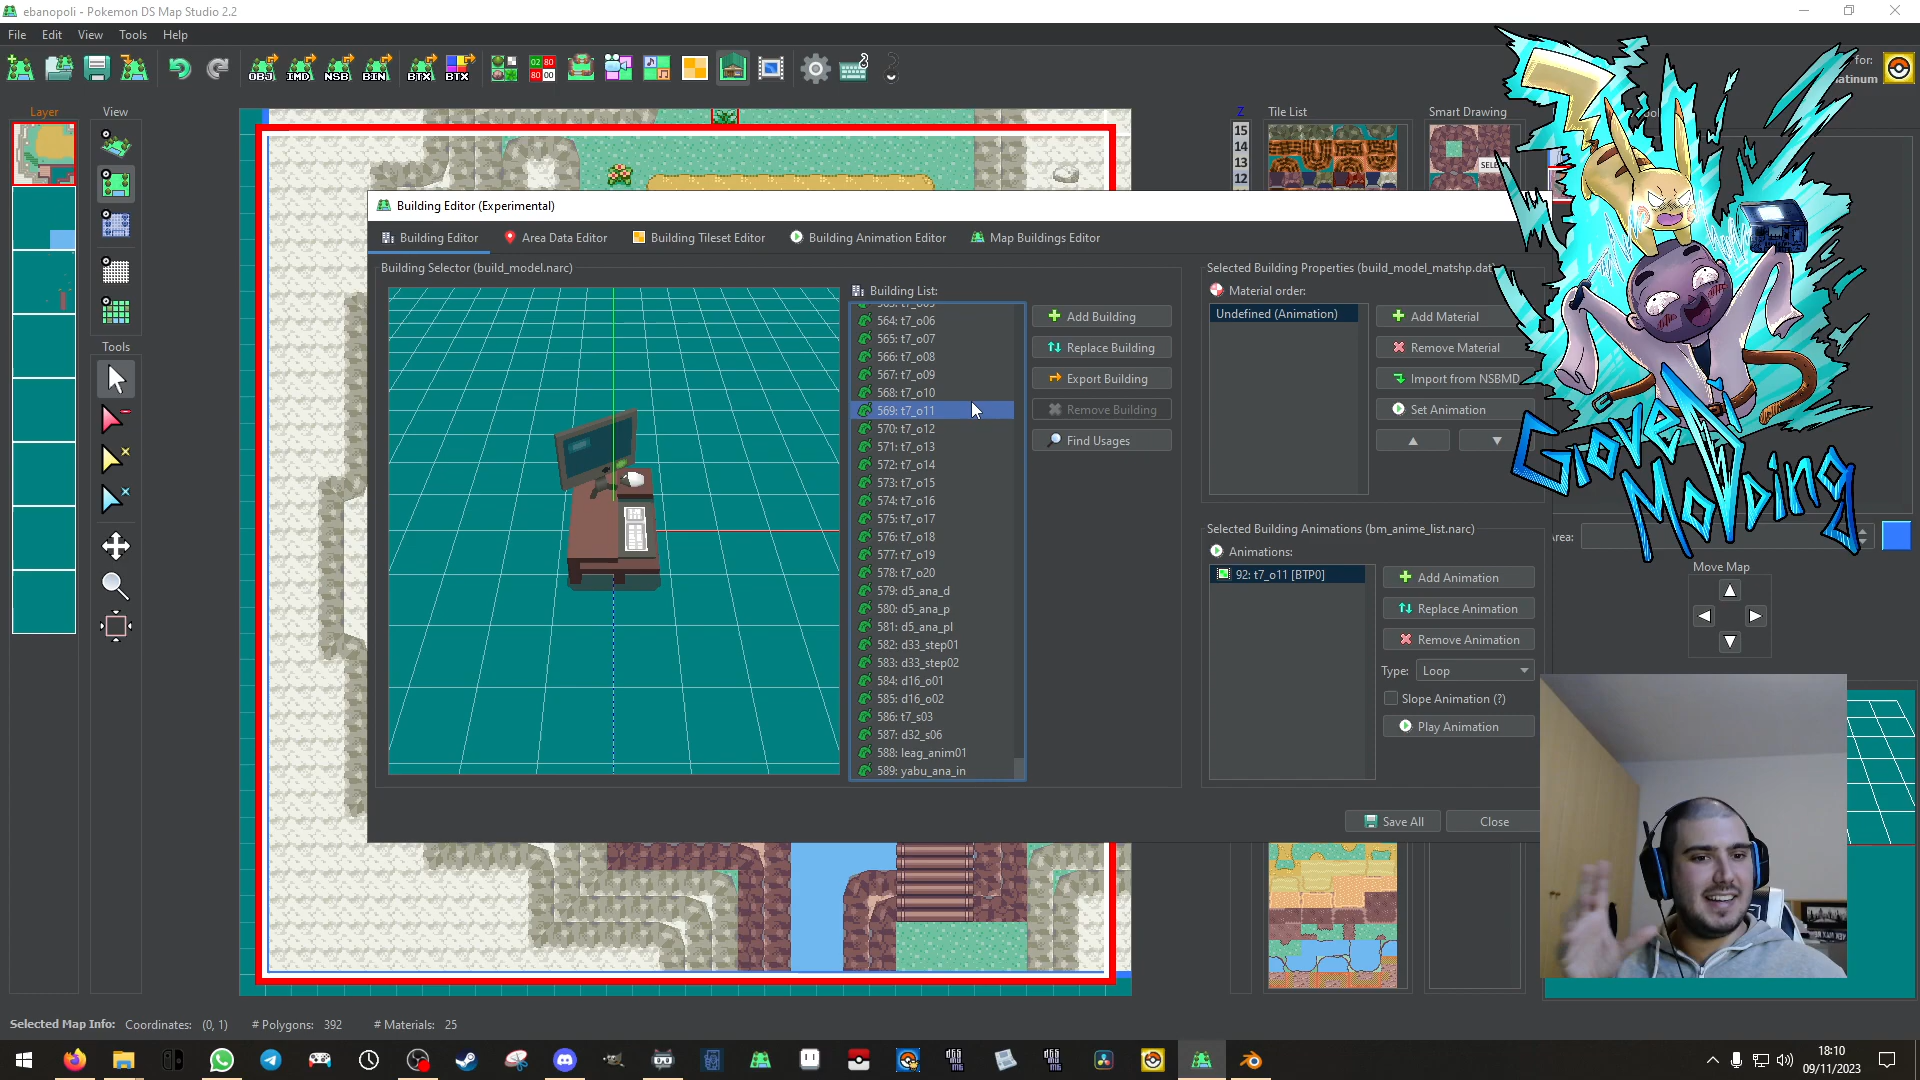 ebanopoli - Pokemon DS Map Studio 2.2
File Edit View Tools Help
OBJ IMD NSB BIN BTX BTX
02 80
80 00
for:
latinum
Layer
View
Tools
Z
15
14
13
12
Tile List
Smart Drawing
Building Editor (Experimental)
Building Editor
Area Data Editor
Building Tileset Editor
Building Animation Editor
Map Buildings Editor
Building Selector (build_model.narc)
Building List:
564: t7_o06
565: t7_o07
566: t7_o08
567: t7_o09
568: t7_o10
569: t7_o11
570: t7_o12
571: t7_o13
572: t7_o14
573: t7_o15
574: t7_o16
575: t7_o17
576: t7_o18
577: t7_o19
578: t7_o20
579: d5_ana_d
580: d5_ana_p
581: d5_ana_pl
582: d33_step01
583: d33_step02
584: d16_o01
585: d16_o02
586: t7_s03
587: d32_s06
588: leag_anim01
589: yabu_ana_in
Add Building
Replace Building
Export Building
Remove Building
Find Usages
Selected Building Properties (build_model_matshp.dat)
Material order:
Undefined (Animation)
Add Material
Remove Material
Import from NSBMD
Set Animation
Selected Building Animations (bm_anime_list.narc)
Animations:
92: t7_o11 [BTP0]
Add Animation
Replace Animation
Remove Animation
Type: Loop
Slope Animation (?)
Play Animation
Save All
Close
Giovex Modding
Area:
Move Map
Selected Map Info: Coordinates: (0, 1) # Polygons: 392 # Materials: 25
18:10
09/11/2023